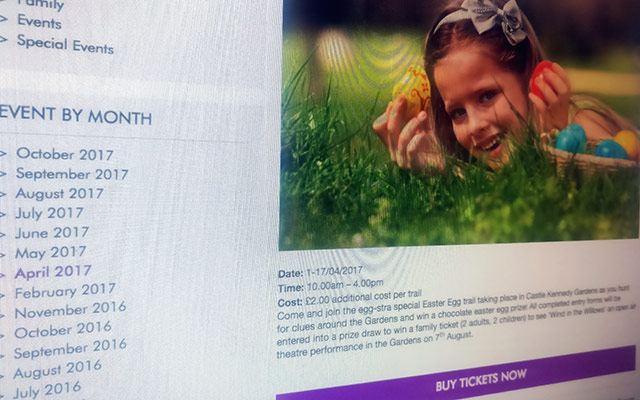 Family
> Events
> Special Events
EVENT BY MONTH
> October 2017
> September 2017
> August 2017
> July 2017
> June 2017
> May 2017
> April 2017
> February 2017
> November 2016
> October 2016
> September 2016
> August 2016
> July 2016
Date: 1-17/04/2017
Time: 10.00am – 4.00pm
Cost: £2.00 additional cost per trail
Come and join the egg-stra special Easter Egg trail taking place in Castle Kennedy Gardens as you hunt
for clues around the Gardens and win a chocolate easter egg prize! All completed entry forms will be
entered into a prize draw to win a family ticket (2 adults, 2 children) to see 'Wind in the Willows' an open air
theatre performance in the Gardens on 7th August.
BUY TICKETS NOW